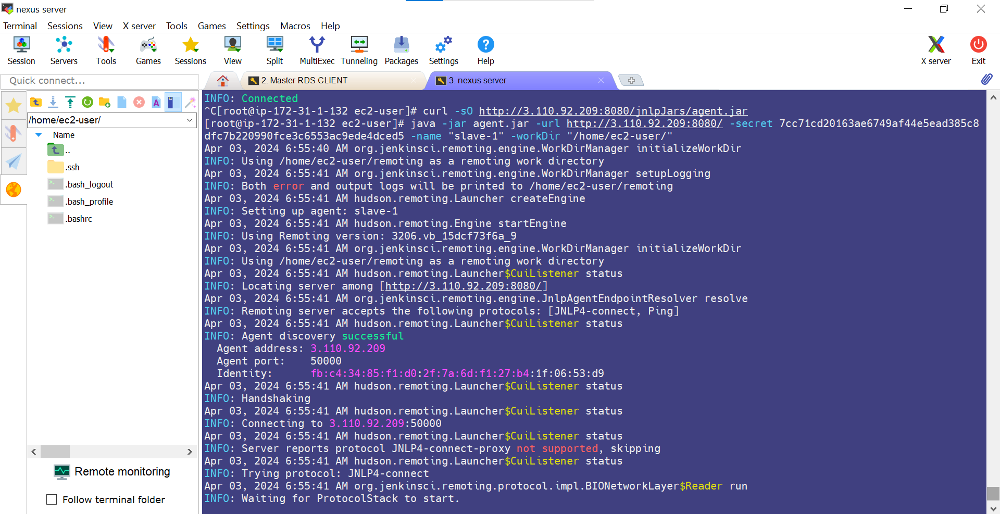 nexus server
Terminal Sessions View X server Tools Games Settings Macros Help
Session Servers Tools Games Sessions View Split MultiExec Tunneling Packages Settings Help X server Exit
Quick connect...
2. Master RDS CLIENT
3. nexus server
/home/ec2-user/
Name
..
.ssh
.bash_logout
.bash_profile
.bashrc
Remote monitoring
Follow terminal folder
INFO: Connected
^C[root@ip-172-31-1-132 ec2-user]# curl -sO http://3.110.92.209:8080/jnlpJars/agent.jar
[root@ip-172-31-1-132 ec2-user]# java -jar agent.jar -url http://3.110.92.209:8080/ -secret 7cc71cd20163ae6749af44e5ead385c8
dfc7b220990fce3c6553ac9ede4dced5 -name "slave-1" -workDir "/home/ec2-user/"
Apr 03, 2024 6:55:40 AM org.jenkinsci.remoting.engine.WorkDirManager initializeWorkDir
INFO: Using /home/ec2-user/remoting as a remoting work directory
Apr 03, 2024 6:55:41 AM org.jenkinsci.remoting.engine.WorkDirManager setupLogging
INFO: Both error and output logs will be printed to /home/ec2-user/remoting
Apr 03, 2024 6:55:41 AM hudson.remoting.Launcher createEngine
INFO: Setting up agent: slave-1
Apr 03, 2024 6:55:41 AM hudson.remoting.Engine startEngine
INFO: Using Remoting version: 3206.vb_15dcf73f6a_9
Apr 03, 2024 6:55:41 AM org.jenkinsci.remoting.engine.WorkDirManager initializeWorkDir
INFO: Using /home/ec2-user/remoting as a remoting work directory
Apr 03, 2024 6:55:41 AM hudson.remoting.Launcher$CuiListener status
INFO: Locating server among [http://3.110.92.209:8080/]
Apr 03, 2024 6:55:41 AM org.jenkinsci.remoting.engine.JnlpAgentEndpointResolver resolve
INFO: Remoting server accepts the following protocols: [JNLP4-connect, Ping]
Apr 03, 2024 6:55:41 AM hudson.remoting.Launcher$CuiListener status
INFO: Agent discovery successful
Agent address: 3.110.92.209
Agent port: 50000
Identity: fb:c4:34:85:f1:d0:2f:7a:6d:f1:27:b4:1f:06:53:d9
Apr 03, 2024 6:55:41 AM hudson.remoting.Launcher$CuiListener status
INFO: Handshaking
Apr 03, 2024 6:55:41 AM hudson.remoting.Launcher$CuiListener status
INFO: Connecting to 3.110.92.209:50000
Apr 03, 2024 6:55:41 AM hudson.remoting.Launcher$CuiListener status
INFO: Server reports protocol JNLP4-connect-proxy not supported, skipping
Apr 03, 2024 6:55:41 AM hudson.remoting.Launcher$CuiListener status
INFO: Trying protocol: JNLP4-connect
Apr 03, 2024 6:55:41 AM org.jenkinsci.remoting.protocol.impl.BIONetworkLayer$Reader run
INFO: Waiting for ProtocolStack to start.